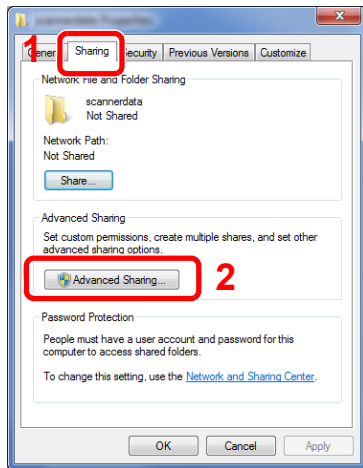 scannerdata Properties
1
General Sharing Security Previous Versions Customize
Network File and Folder Sharing
scannerdata
Not Shared
Network Path:
Not Shared
Share...
Advanced Sharing
Set custom permissions, create multiple shares, and set other
advanced sharing options.
Advanced Sharing...
2
Password Protection
People must have a user account and password for this
computer to access shared folders.
To change this setting, use the Network and Sharing Center.
OK Cancel Apply